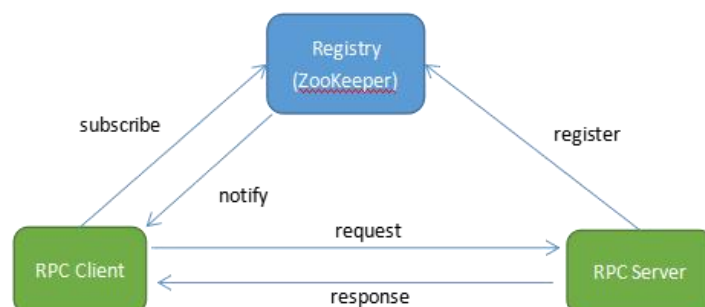 Registry
(ZooKeeper)
subscribe
register
notify
request
RPC Client
RPC Server
response